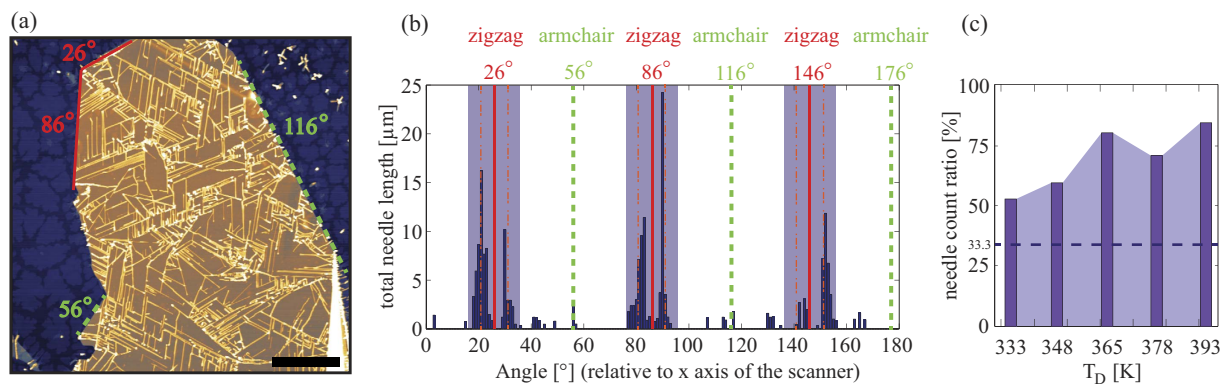 (a)
26°
86°
116°
56°
(b)
zigzag armchair zigzag armchair zigzag armchair
26° 56° 86° 116° 146° 176°
total needle length [μm]
25
20
15
10
5
0
0 20 40 60 80 100 120 140 160 180
Angle [°] (relative to x axis of the scanner)
(c)
needle count ratio [%]
100
75
50
33.3
25
0
333 348 365 378 393
T_D [K]